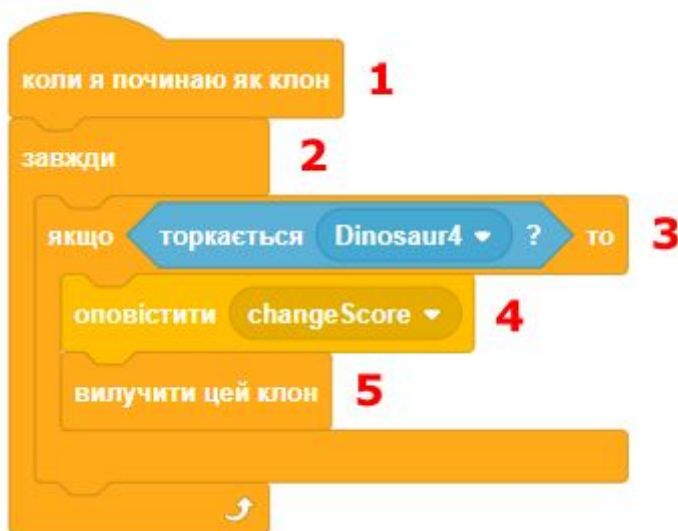 коли я починаю як клон 1
завжди 2
якщо торкається Dinosaur4 ? то 3
оповістити changeScore 4
вилучити цей клон 5